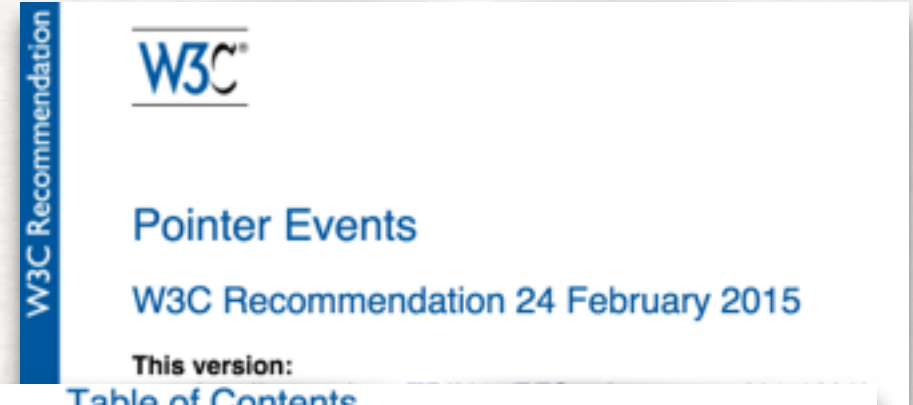 W3C Recommendation
W3C®
Pointer Events
W3C Recommendation 24 February 2015
This version:
Table of Contents